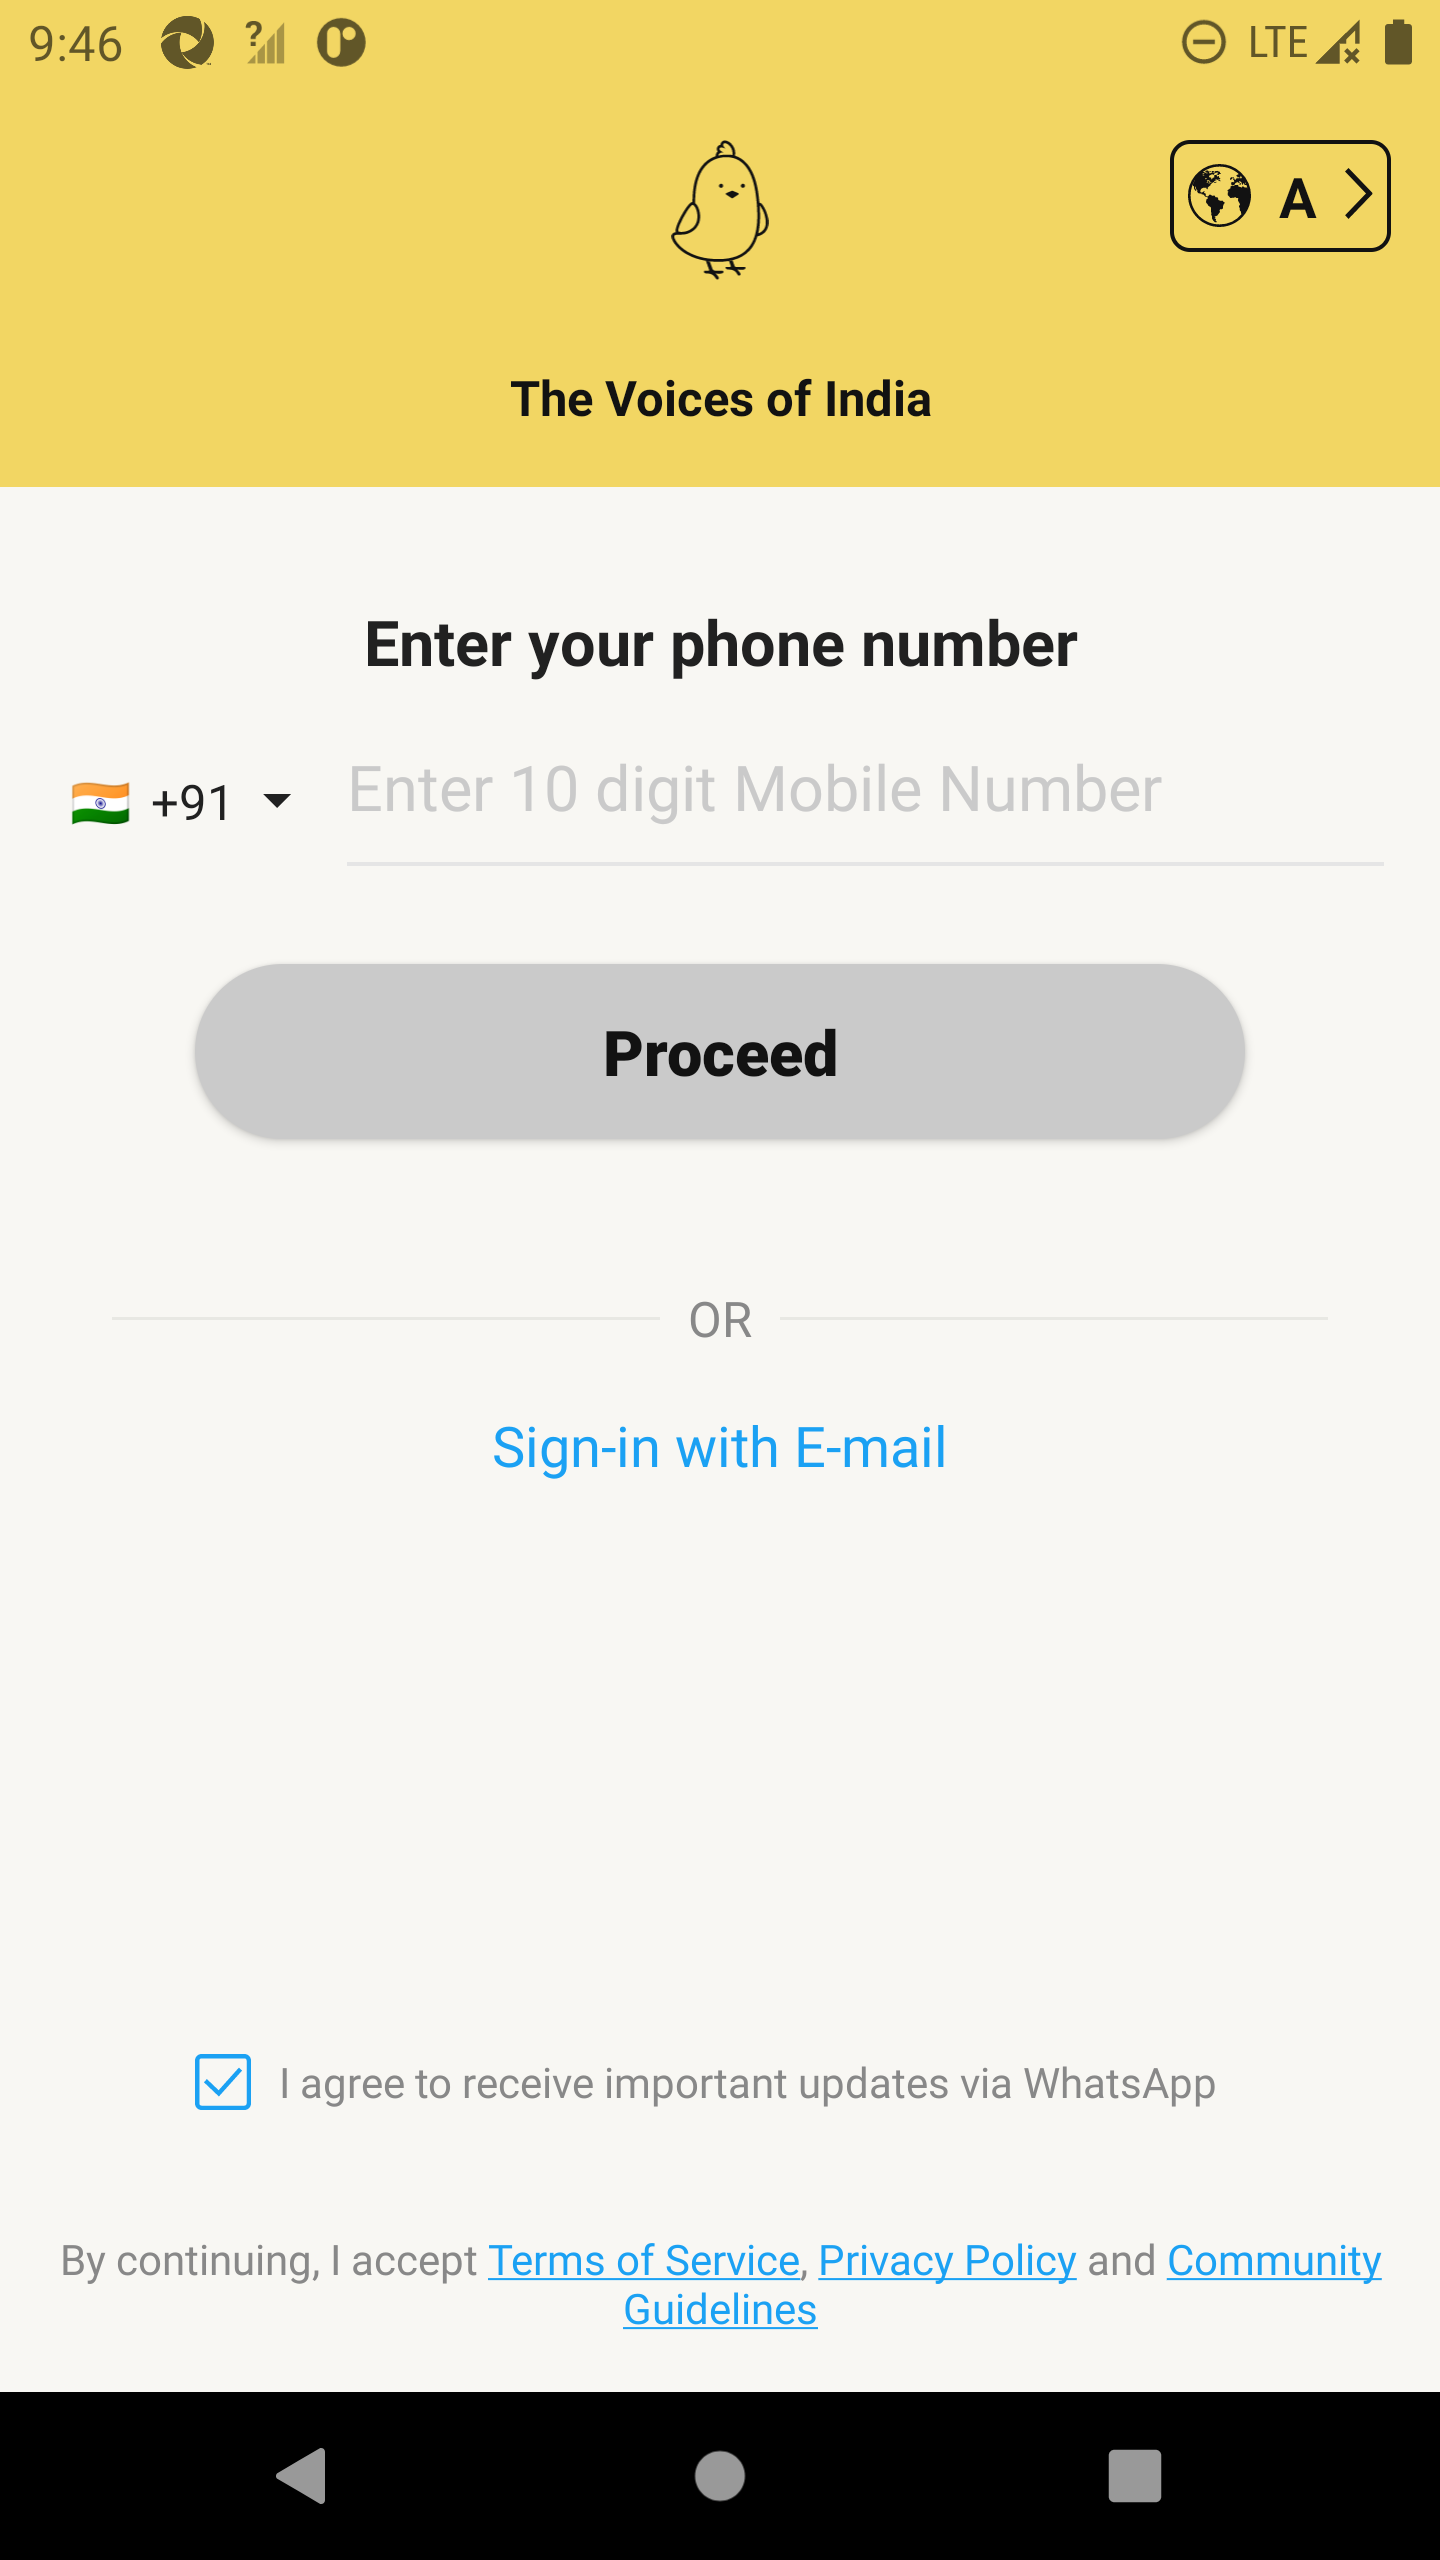 9:46
LTE
A
The Voices of India
Enter your phone number
+91
Enter 10 digit Mobile Number
Proceed
OR
Sign-in with E-mail
I agree to receive important updates via WhatsApp
By continuing, I accept Terms of Service, Privacy Policy and Community
Guidelines